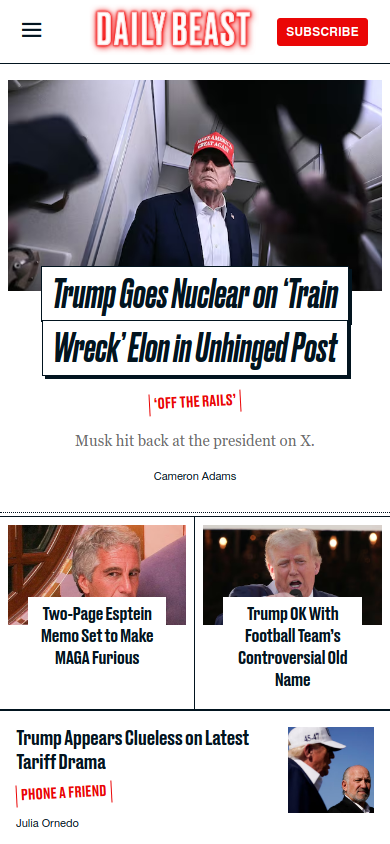 DAILY BEAST
SUBSCRIBE
MAKE AMERICA
GREAT AGAIN
Trump Goes Nuclear on ‘Train
Wreck’ Elon in Unhinged Post
‘OFF THE RAILS’
Musk hit back at the president on X.
Cameron Adams
Two-Page Esptein
Memo Set to Make
MAGA Furious
Trump OK With
Football Team’s
Controversial Old
Name
Trump Appears Clueless on Latest
Tariff Drama
PHONE A FRIEND
Julia Ornedo
45-47